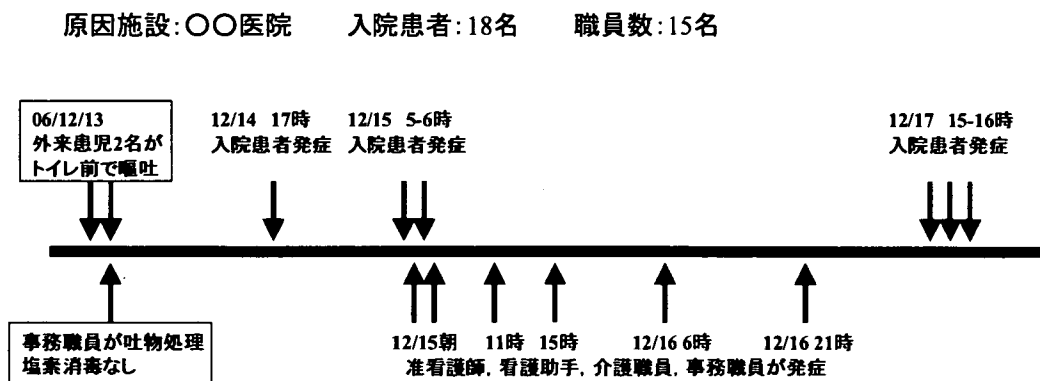 原因施設:〇〇医院 入院患者:18名 職員数:15名
06/12/13
外来患児2名が
トイレ前で嘔吐
12/14 17時
入院患者発症
12/15 5-6時
入院患者発症
12/17 15-16時
入院患者発症
事務職員が吐物処理
塩素消毒なし
12/15朝 11時 15時 12/16 6時 12/16 21時
准看護師, 看護助手, 介護職員, 事務職員が発症